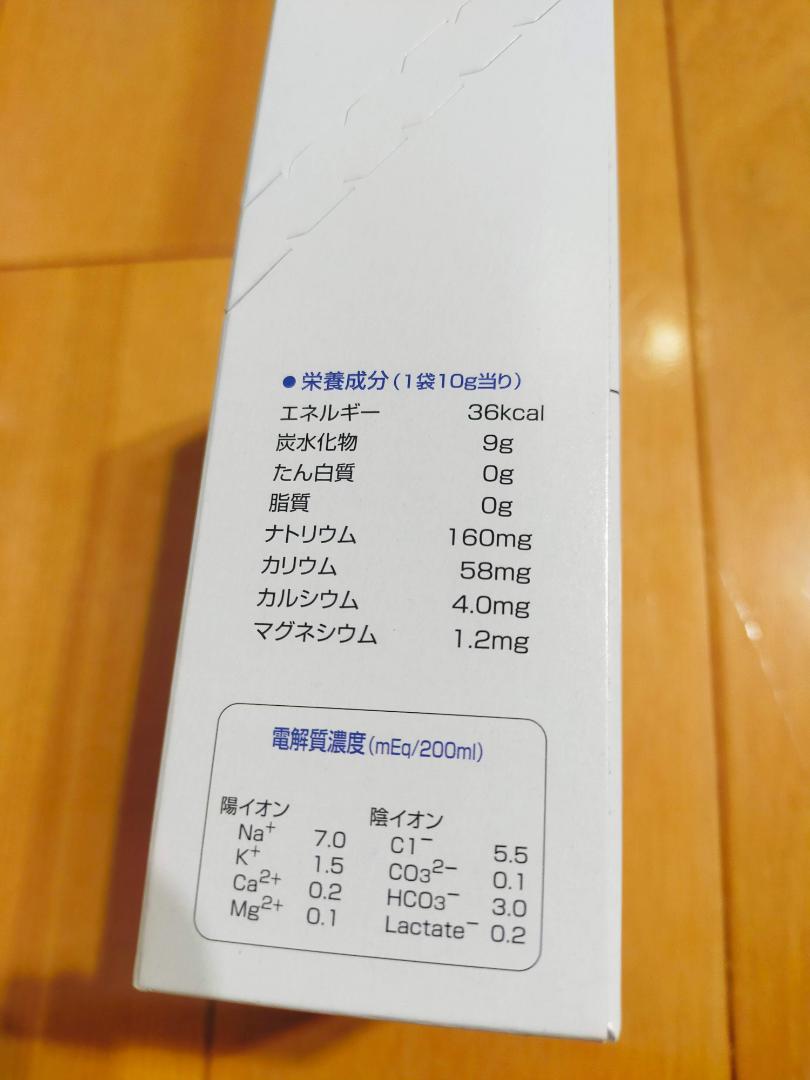 ●栄養成分(1袋10g当り)
エネルギー 36kcal
炭水化物 9g
たん白質 0g
脂質 0g
ナトリウム 160mg
カリウム 58mg
カルシウム 4.0mg
マグネシウム 1.2mg
電解質濃度(mEq/200ml)
陽イオン 陰イオン
Na⁺ 7.0 Cl⁻ 5.5
K⁺ 1.5 CO₃²⁻ 0.1
Ca²⁺ 0.2 HCO₃⁻ 3.0
Mg²⁺ 0.1 Lactate⁻ 0.2